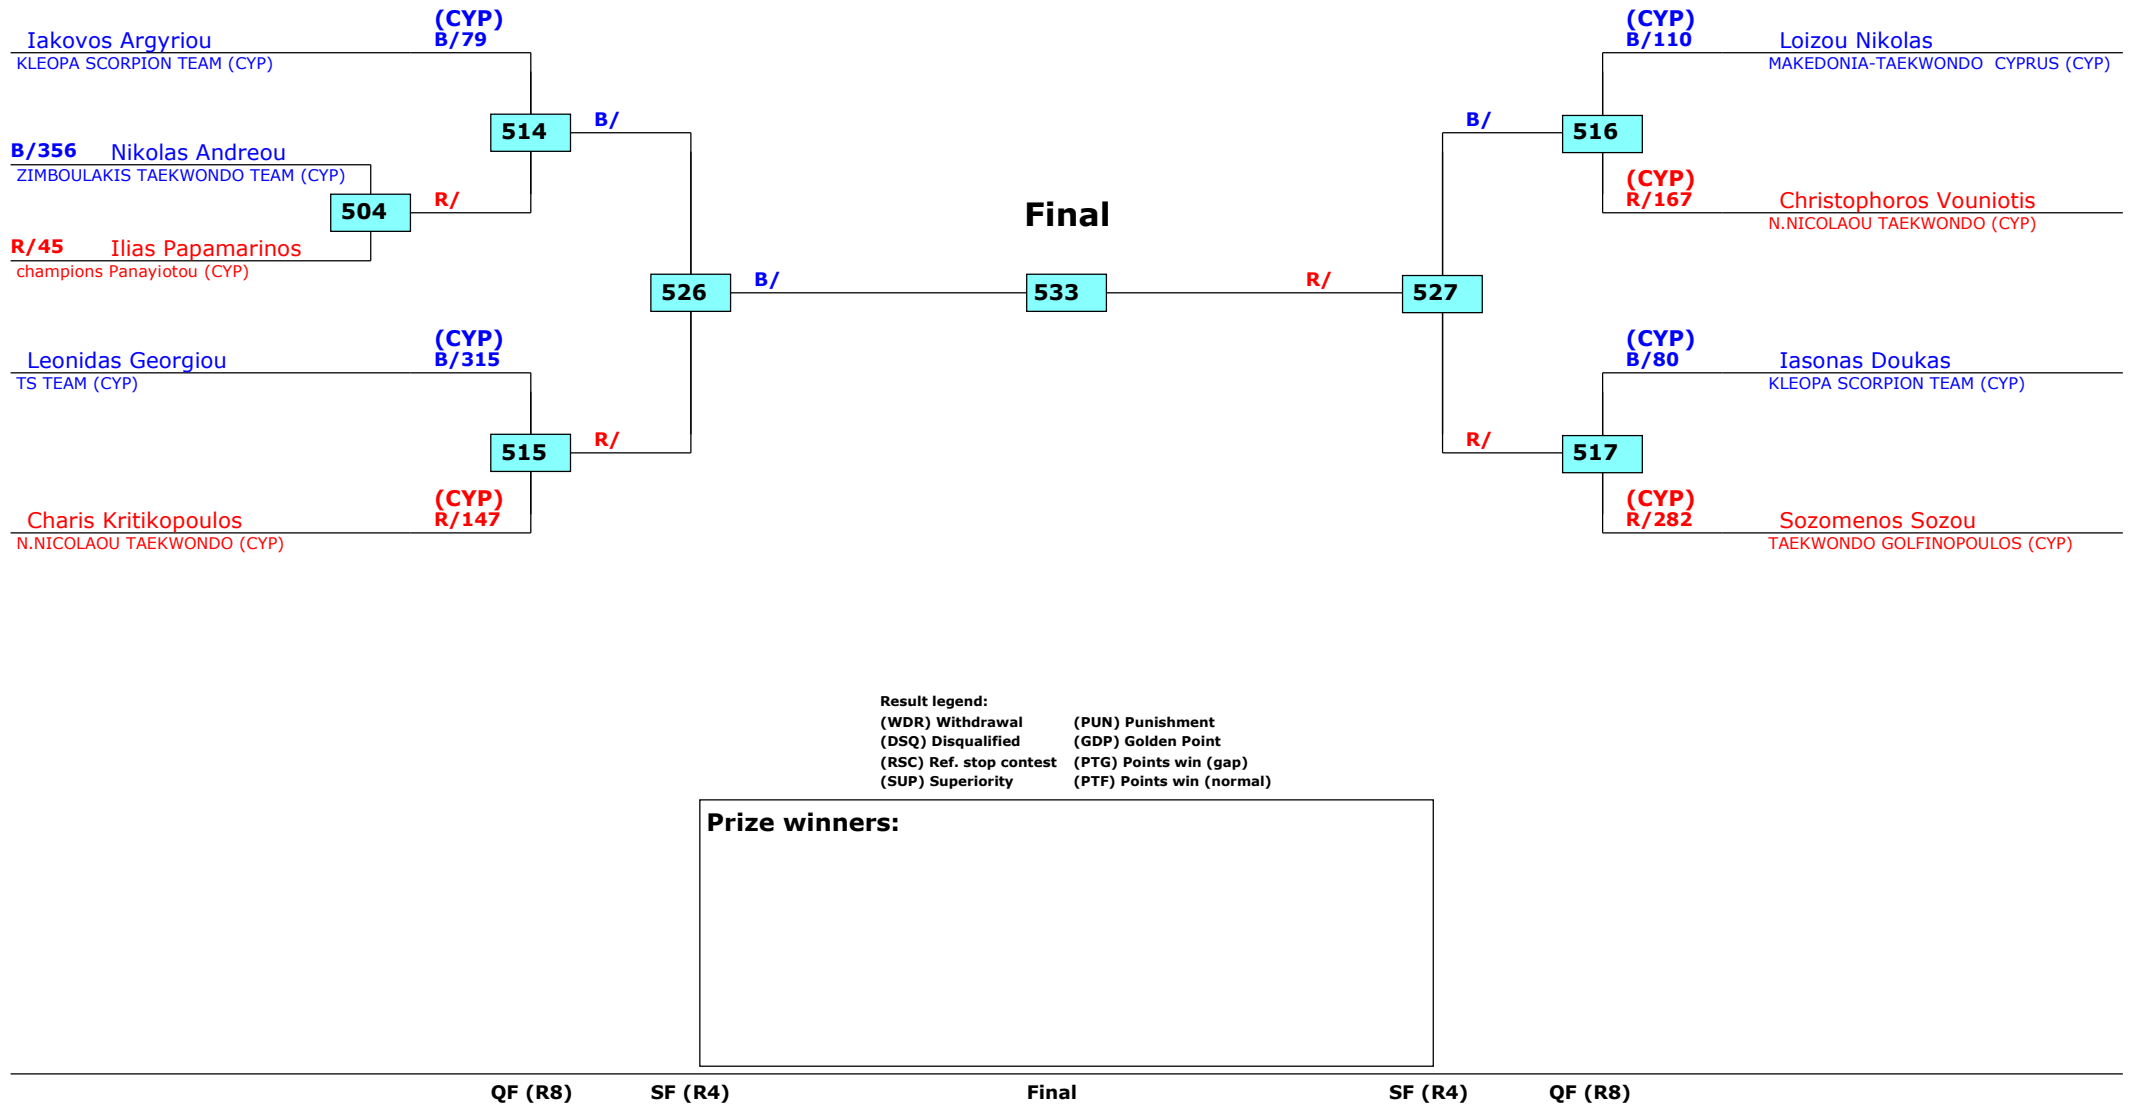 (CYP)
Iakovos Argyriou B/79
KLEOPA SCORPION TEAM (CYP)
514
B/
B/356 Nikolas Andreou
ZIMBOULAKIS TAEKWONDO TEAM (CYP)
504
R/
R/45 Ilias Papamarinos
champions Panayiotou (CYP)
526
B/
(CYP)
Leonidas Georgiou B/315
TS TEAM (CYP)
515
R/
(CYP)
Charis Kritikopoulos R/147
N.NICOLAOU TAEKWONDO (CYP)
Final
533
(CYP)
B/110 Loizou Nikolas
MAKEDONIA-TAEKWONDO  CYPRUS (CYP)
B/
516
(CYP)
R/167 Christophoros Vouniotis
N.NICOLAOU TAEKWONDO (CYP)
R/
527
(CYP)
B/80 Iasonas Doukas
KLEOPA SCORPION TEAM (CYP)
R/
517
(CYP)
R/282 Sozomenos Sozou
TAEKWONDO GOLFINOPOULOS (CYP)
Result legend:
(WDR) Withdrawal (PUN) Punishment
(DSQ) Disqualified (GDP) Golden Point
(RSC) Ref. stop contest (PTG) Points win (gap)
(SUP) Superiority (PTF) Points win (normal)
Prize winners:
QF (R8) SF (R4) Final SF (R4) QF (R8)